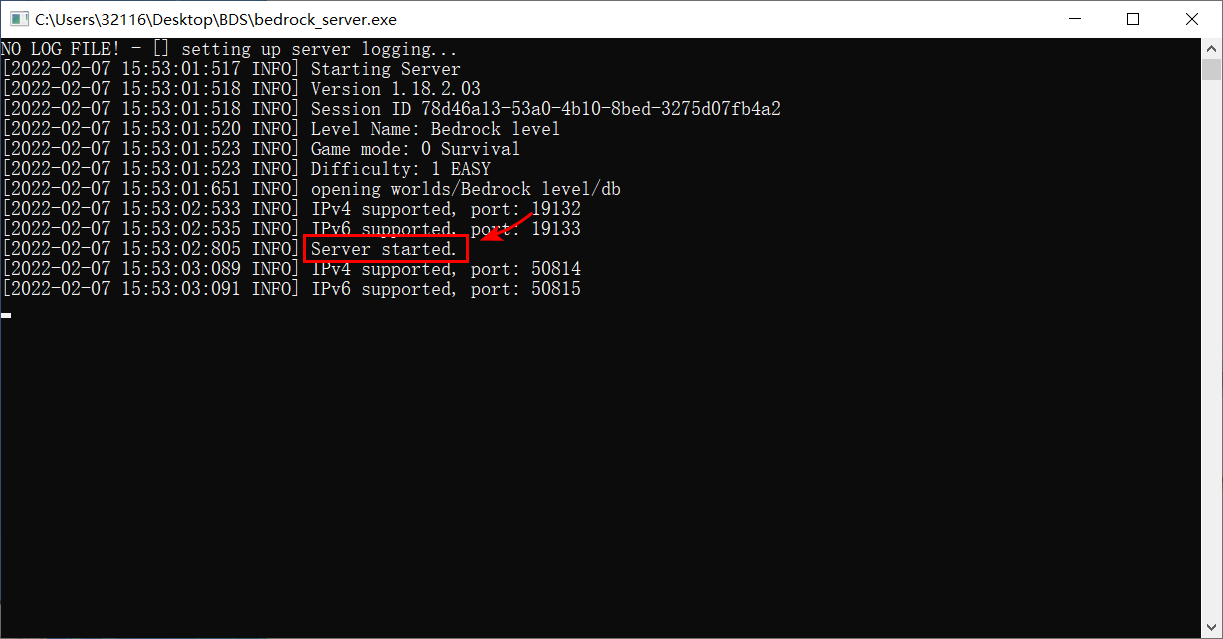 C:\Users\32116\Desktop\BDS\bedrock_server.exe
NO LOG FILE! - [] setting up server logging...
[2022-02-07 15:53:01:517 INFO] Starting Server
[2022-02-07 15:53:01:518 INFO] Version 1.18.2.03
[2022-02-07 15:53:01:518 INFO] Session ID 78d46a13-53a0-4b10-8bed-3275d07fb4a2
[2022-02-07 15:53:01:520 INFO] Level Name: Bedrock level
[2022-02-07 15:53:01:523 INFO] Game mode: 0 Survival
[2022-02-07 15:53:01:523 INFO] Difficulty: 1 EASY
[2022-02-07 15:53:01:651 INFO] opening worlds/Bedrock level/db
[2022-02-07 15:53:02:533 INFO] IPv4 supported, port: 19132
[2022-02-07 15:53:02:535 INFO] IPv6 supported, port: 19133
[2022-02-07 15:53:02:805 INFO] Server started.
[2022-02-07 15:53:03:089 INFO] IPv4 supported, port: 50814
[2022-02-07 15:53:03:091 INFO] IPv6 supported, port: 50815